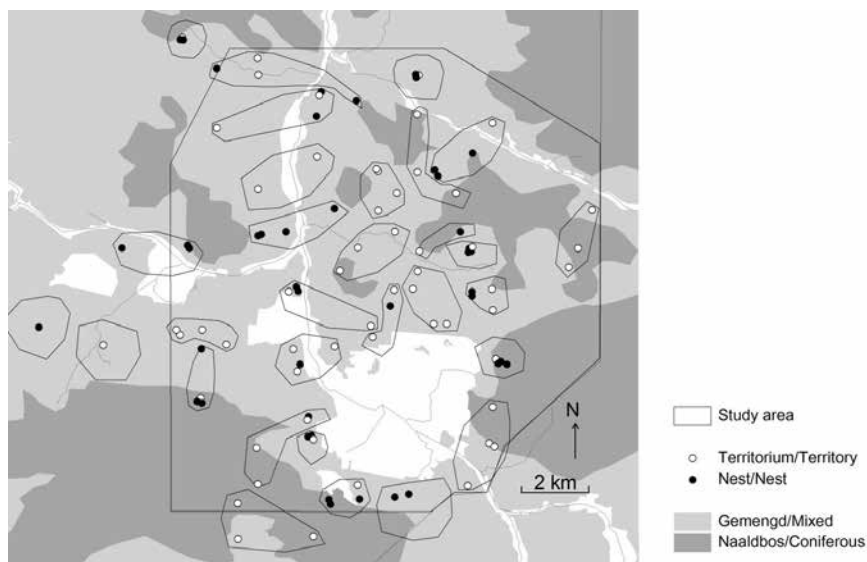 N
2 km
Study area
Territorium/Territory
Nest/Nest
Gemengd/Mixed
Naaldbos/Coniferous